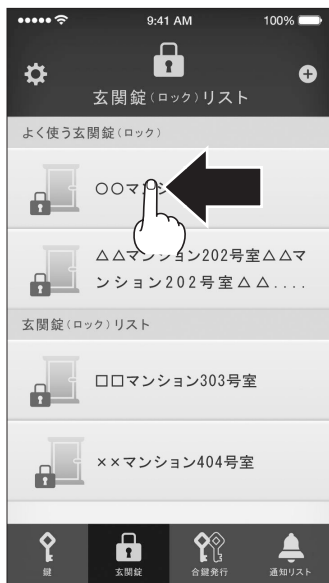 9:41 AM
100%
玄関錠(ロック)リスト
よく使う玄関錠(ロック)
○○マンシ
△△マンション202号室△△マ
ンション202号室△△....
玄関錠(ロック)リスト
□□マンション303号室
××マンション404号室
鍵
玄関錠
合鍵発行
通知リスト